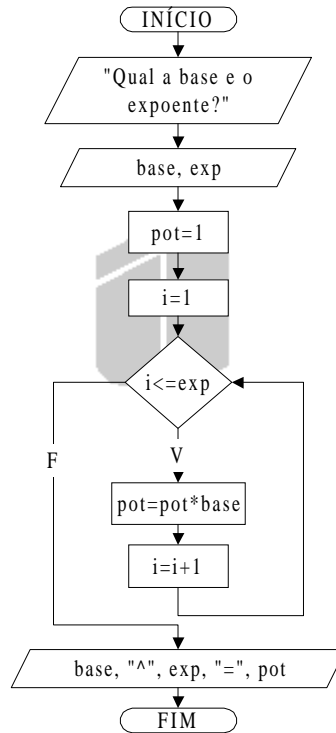 INÍCIO
"Qual a base e o
expoente?"
base, exp
pot=1
i=1
i<=exp
F
V
pot=pot*base
i=i+1
base, "^", exp, "=", pot
FIM